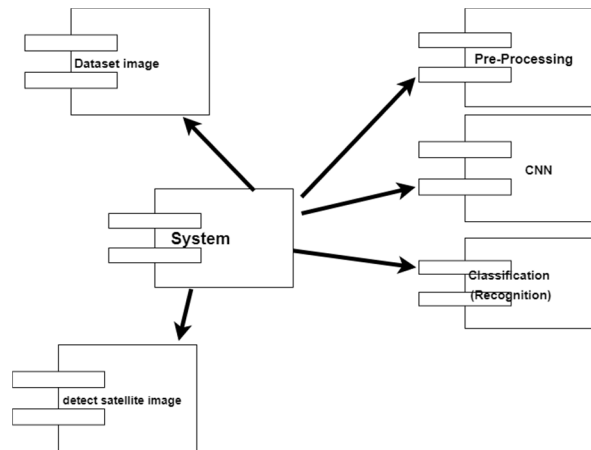 Dataset image
Pre-Processing
CNN
System
Classification
(Recognition)
detect satellite image